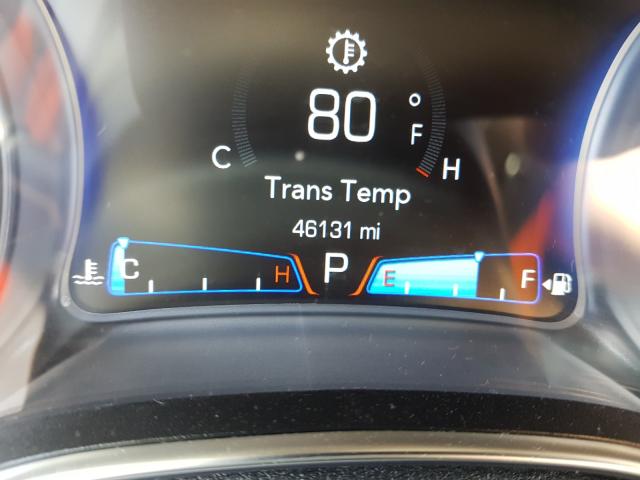 80 °F
C H
Trans Temp
46131 mi
C H P E F